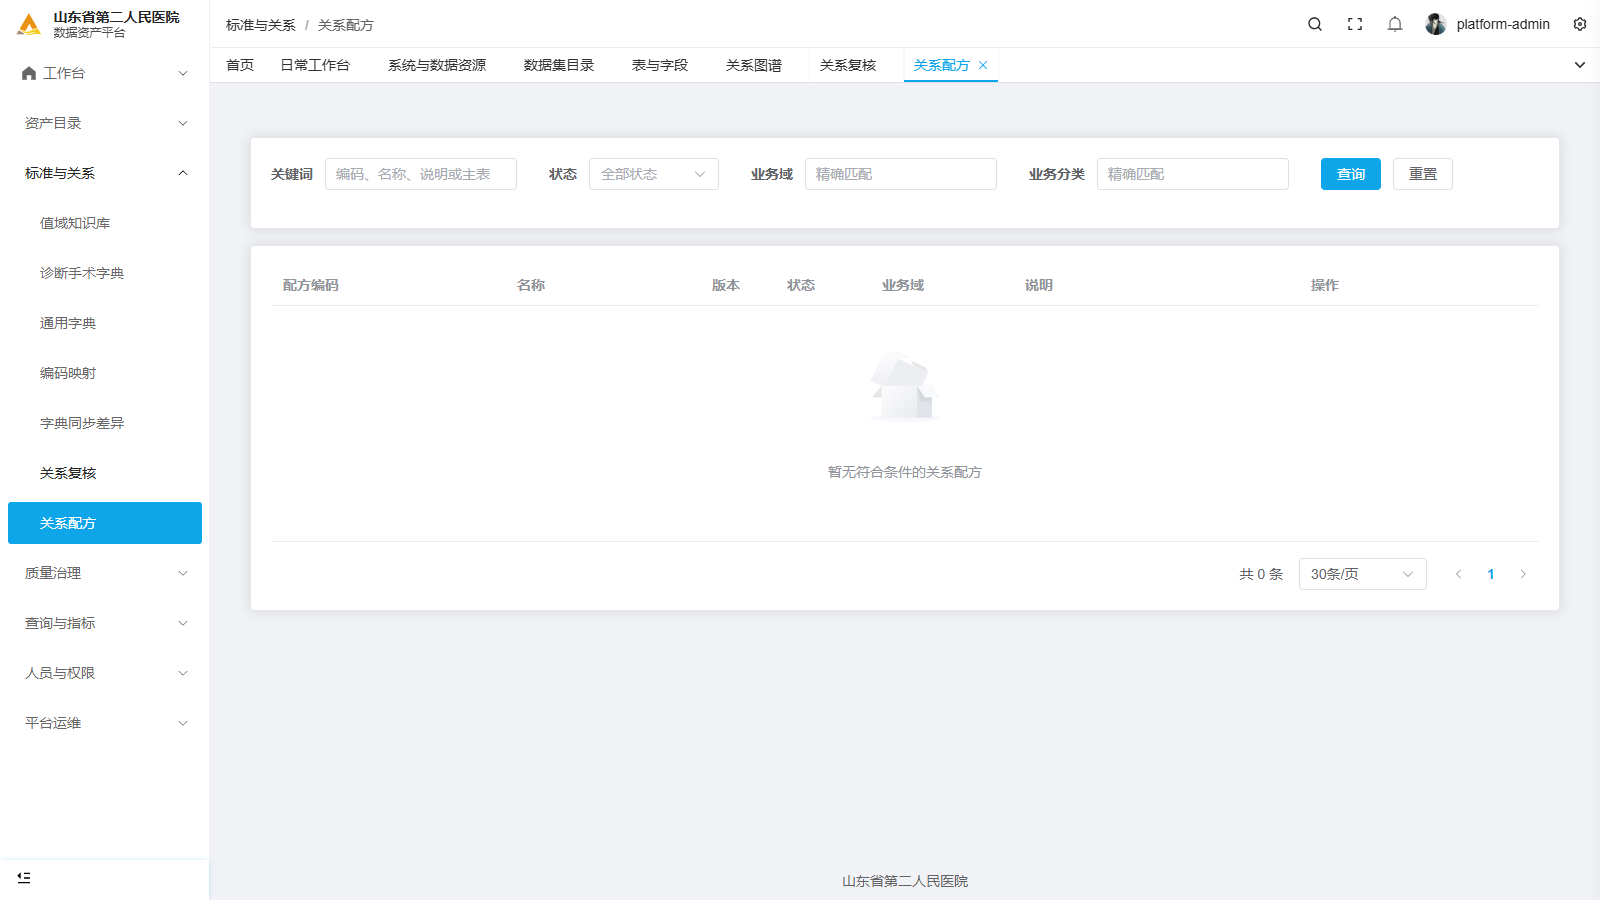 山东省第二人民医院
数据资产平台
标准与关系 / 关系配方
platform-admin
首页
日常工作台
系统与数据资源
数据集目录
表与字段
关系图谱
关系复核
关系配方
工作台
资产目录
标准与关系
值域知识库
诊断手术字典
通用字典
编码映射
字典同步差异
关系复核
关系配方
质量治理
查询与指标
人员与权限
平台运维
关键词
编码、名称、说明或主表
状态
全部状态
业务域
精确匹配
业务分类
精确匹配
查询
重置
配方编码
名称
版本
状态
业务域
说明
操作
暂无符合条件的关系配方
共 0 条
30条/页
1
山东省第二人民医院